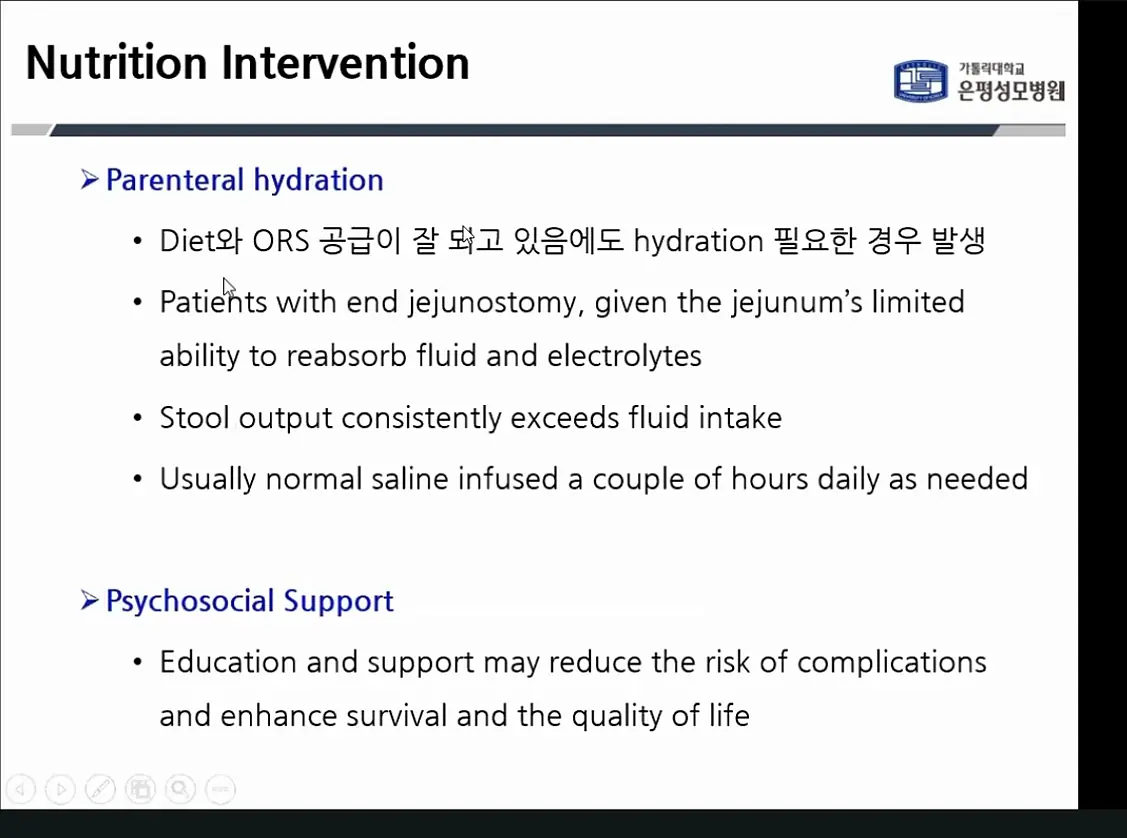 Nutrition Intervention
가톨릭대학교
은평성모병원
➢ Parenteral hydration
• Diet와 ORS 공급이 잘 되고 있음에도 hydration 필요한 경우 발생
• Patients with end jejunostomy, given the jejunum’s limited
ability to reabsorb fluid and electrolytes
• Stool output consistently exceeds fluid intake
• Usually normal saline infused a couple of hours daily as needed
➢ Psychosocial Support
• Education and support may reduce the risk of complications
and enhance survival and the quality of life